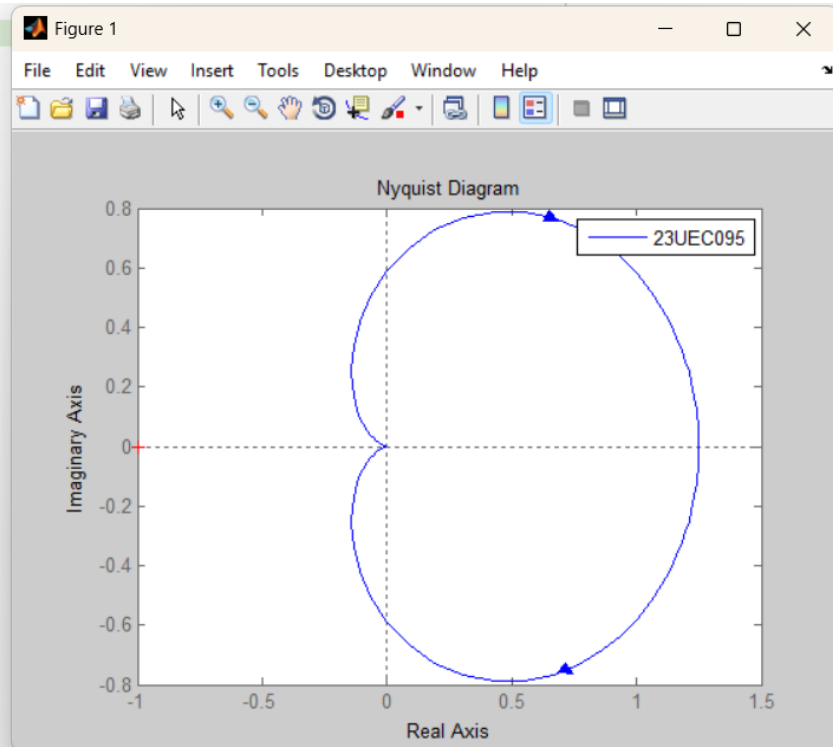 Figure 1
File Edit View Insert Tools Desktop Window Help
Nyquist Diagram
23UEC095
0.8
0.6
0.4
0.2
0
-0.2
-0.4
-0.6
-0.8
Imaginary Axis
-1 -0.5 0 0.5 1 1.5
Real Axis